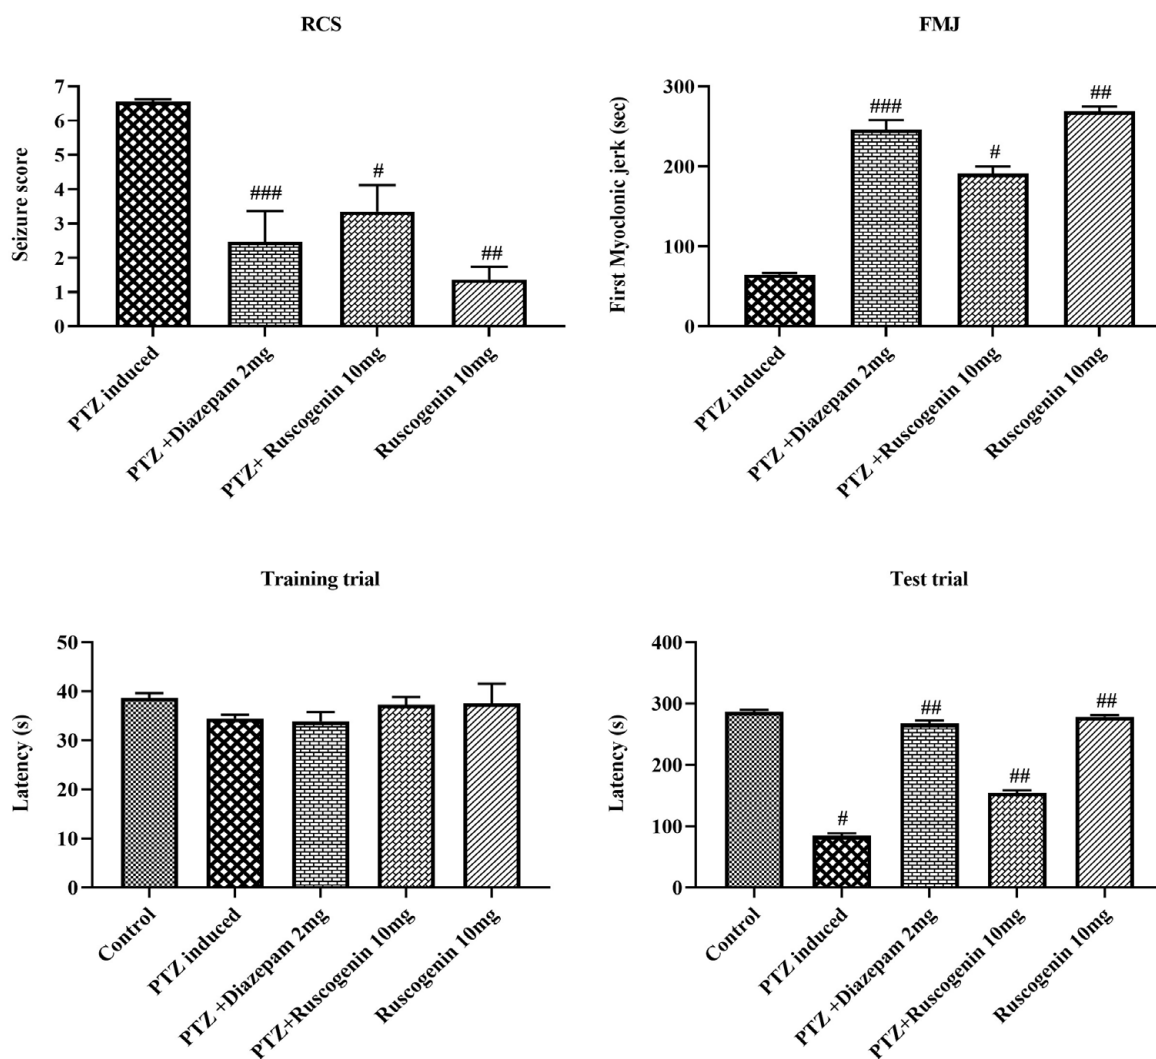 RCS
Seizure score
7
6
5
4
3
2
1
0
###
#
##
PTZ induced
PTZ +Diazepam 2mg
PTZ+ Ruscogenin 10mg
Ruscogenin 10mg
FMJ
First Myoclonic jerk (sec)
300
200
100
0
###
#
##
PTZ induced
PTZ +Diazepam 2mg
PTZ +Ruscogenin 10mg
Ruscogenin 10mg
Training trial
Latency (s)
50
40
30
20
10
0
Control
PTZ induced
PTZ +Diazepam 2mg
PTZ+Ruscogenin 10mg
Ruscogenin 10mg
Test trial
Latency (s)
400
300
200
100
0
#
##
##
##
Control
PTZ induced
PTZ +Diazepam 2mg
PTZ+Ruscogenin 10mg
Ruscogenin 10mg